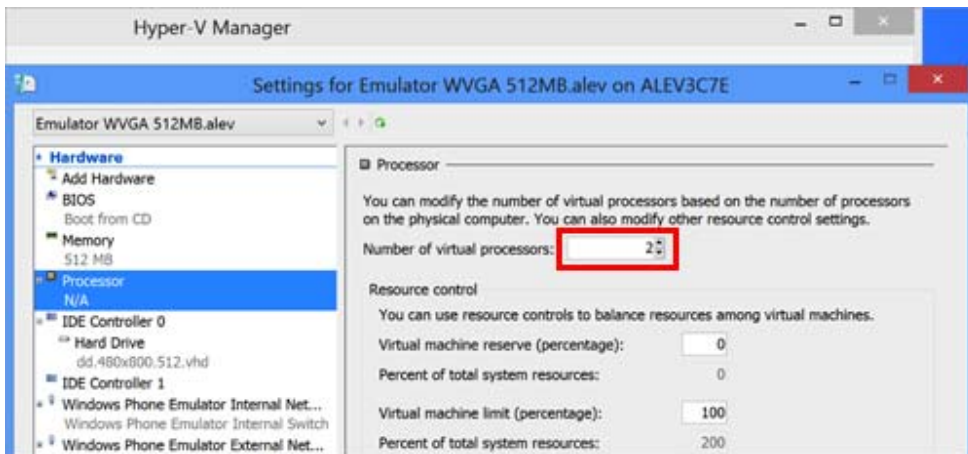 Hyper-V Manager
Settings for Emulator WVGA 512MB.alev on ALEV3C7E
Emulator WVGA 512MB.alev
Hardware
Add Hardware
BIOS
Boot from CD
Memory
512 MB
Processor
N/A
IDE Controller 0
Hard Drive
dd.480x800.512.vhd
IDE Controller 1
Windows Phone Emulator Internal Net...
Windows Phone Emulator Internal Switch
Windows Phone Emulator External Net...
Processor
You can modify the number of virtual processors based on the number of processors
on the physical computer. You can also modify other resource control settings.
Number of virtual processors: 2
Resource control
You can use resource controls to balance resources among virtual machines.
Virtual machine reserve (percentage): 0
Percent of total system resources: 0
Virtual machine limit (percentage): 100
Percent of total system resources: 200